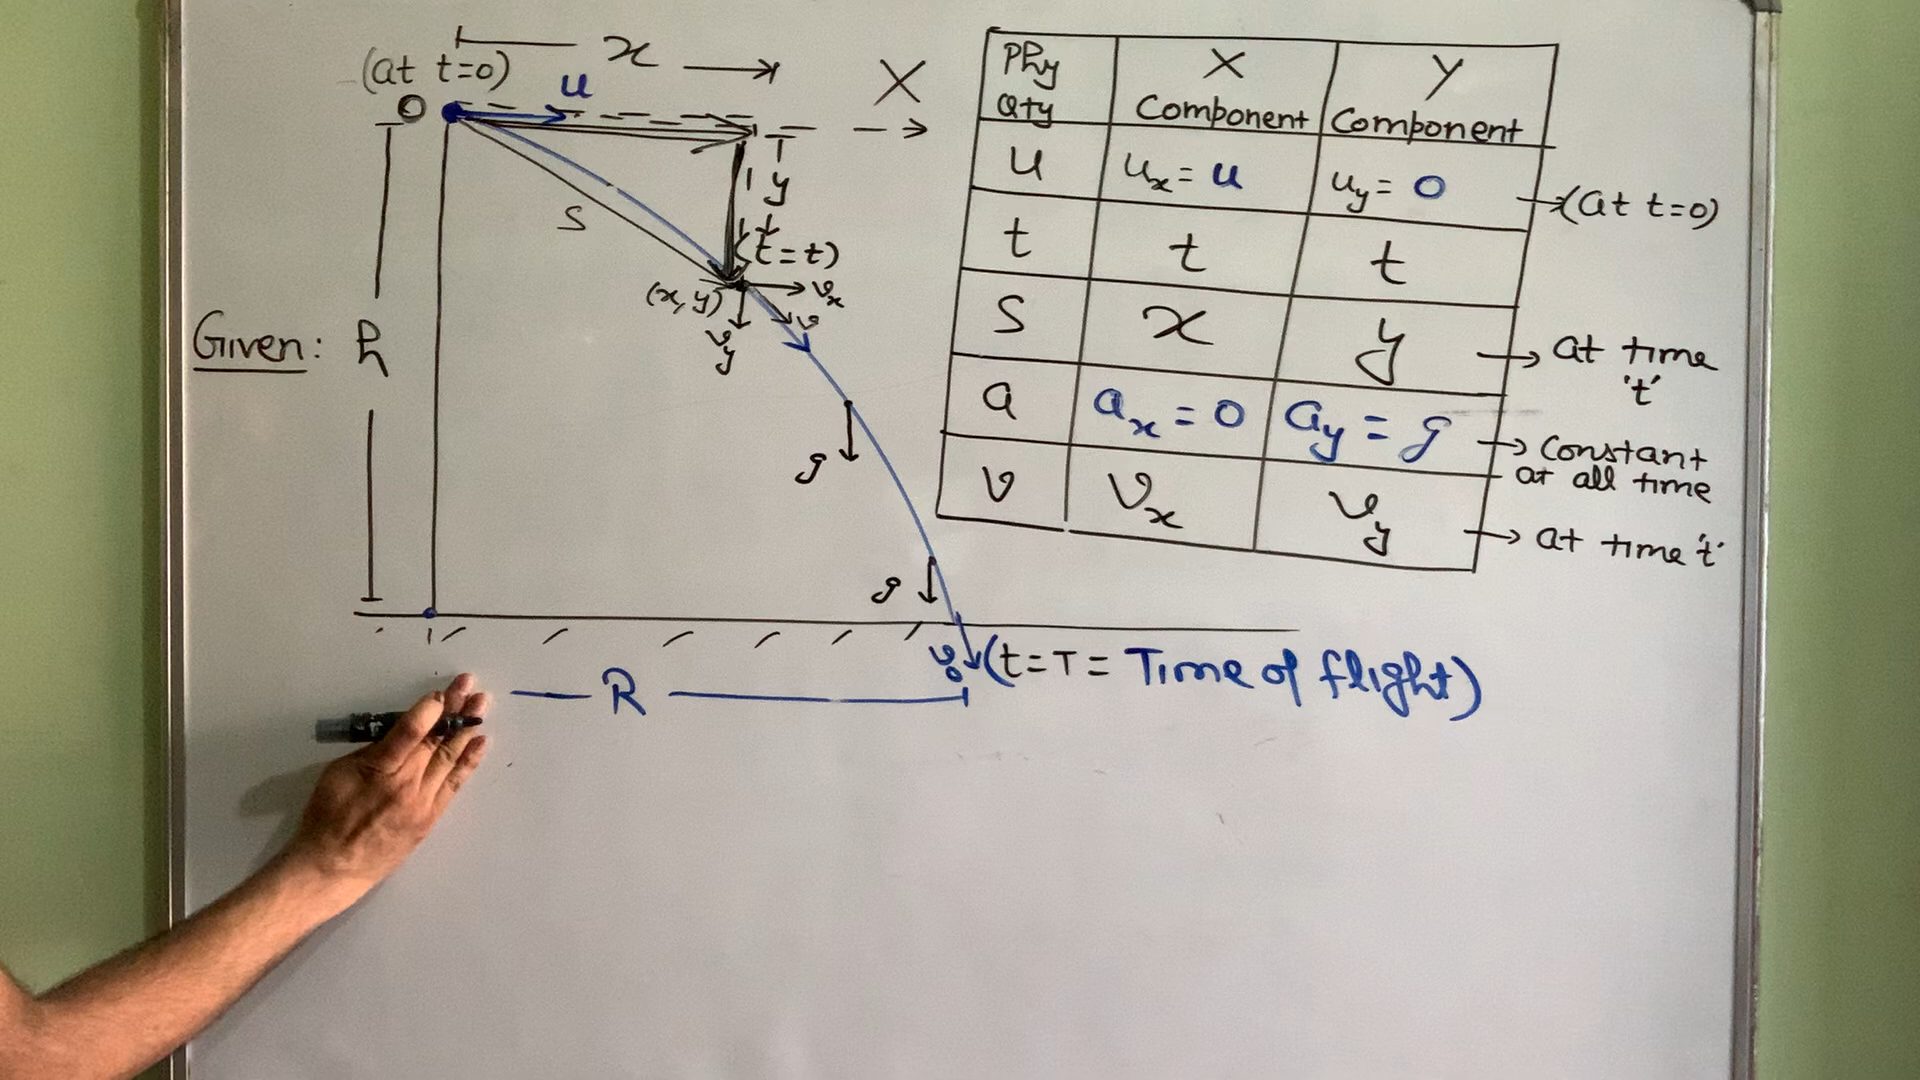 (at t=0)
x
X
O
u
y
S
(t=t)
(x, y)
vx
v
vy
Given: h
g
g
v₀
(t=T= Time of flight)
R
Phy Qty
X Component
Y Component
u
ux = u
uy = 0
(at t=0)
t
t
t
S
x
y
at time 't'
a
ax = 0
ay = g
Constant
at all time
v
vx
vy
at time 't'